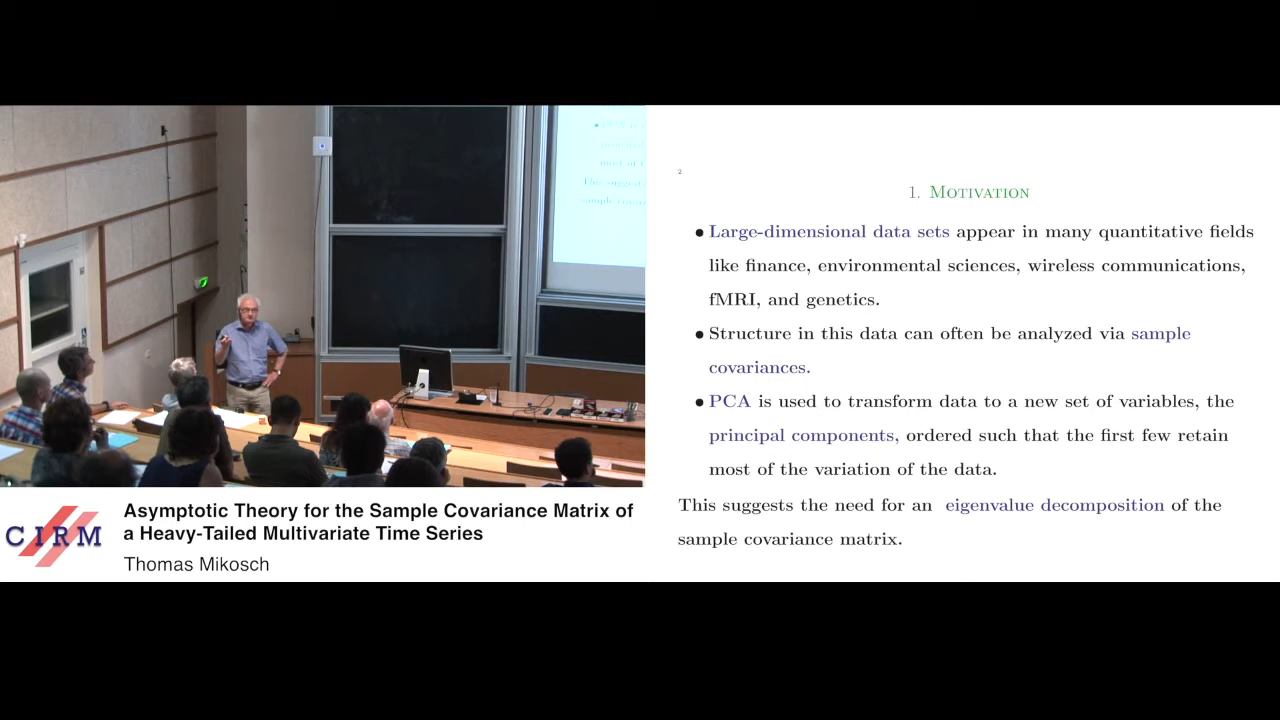 2
1. Motivation
• Large-dimensional data sets appear in many quantitative fields
like finance, environmental sciences, wireless communications,
fMRI, and genetics.
• Structure in this data can often be analyzed via sample
covariances.
• PCA is used to transform data to a new set of variables, the
principal components, ordered such that the first few retain
most of the variation of the data.
This suggests the need for an eigenvalue decomposition of the
sample covariance matrix.
most of
This
CIRM
Asymptotic Theory for the Sample Covariance Matrix of
a Heavy-Tailed Multivariate Time Series
Thomas Mikosch